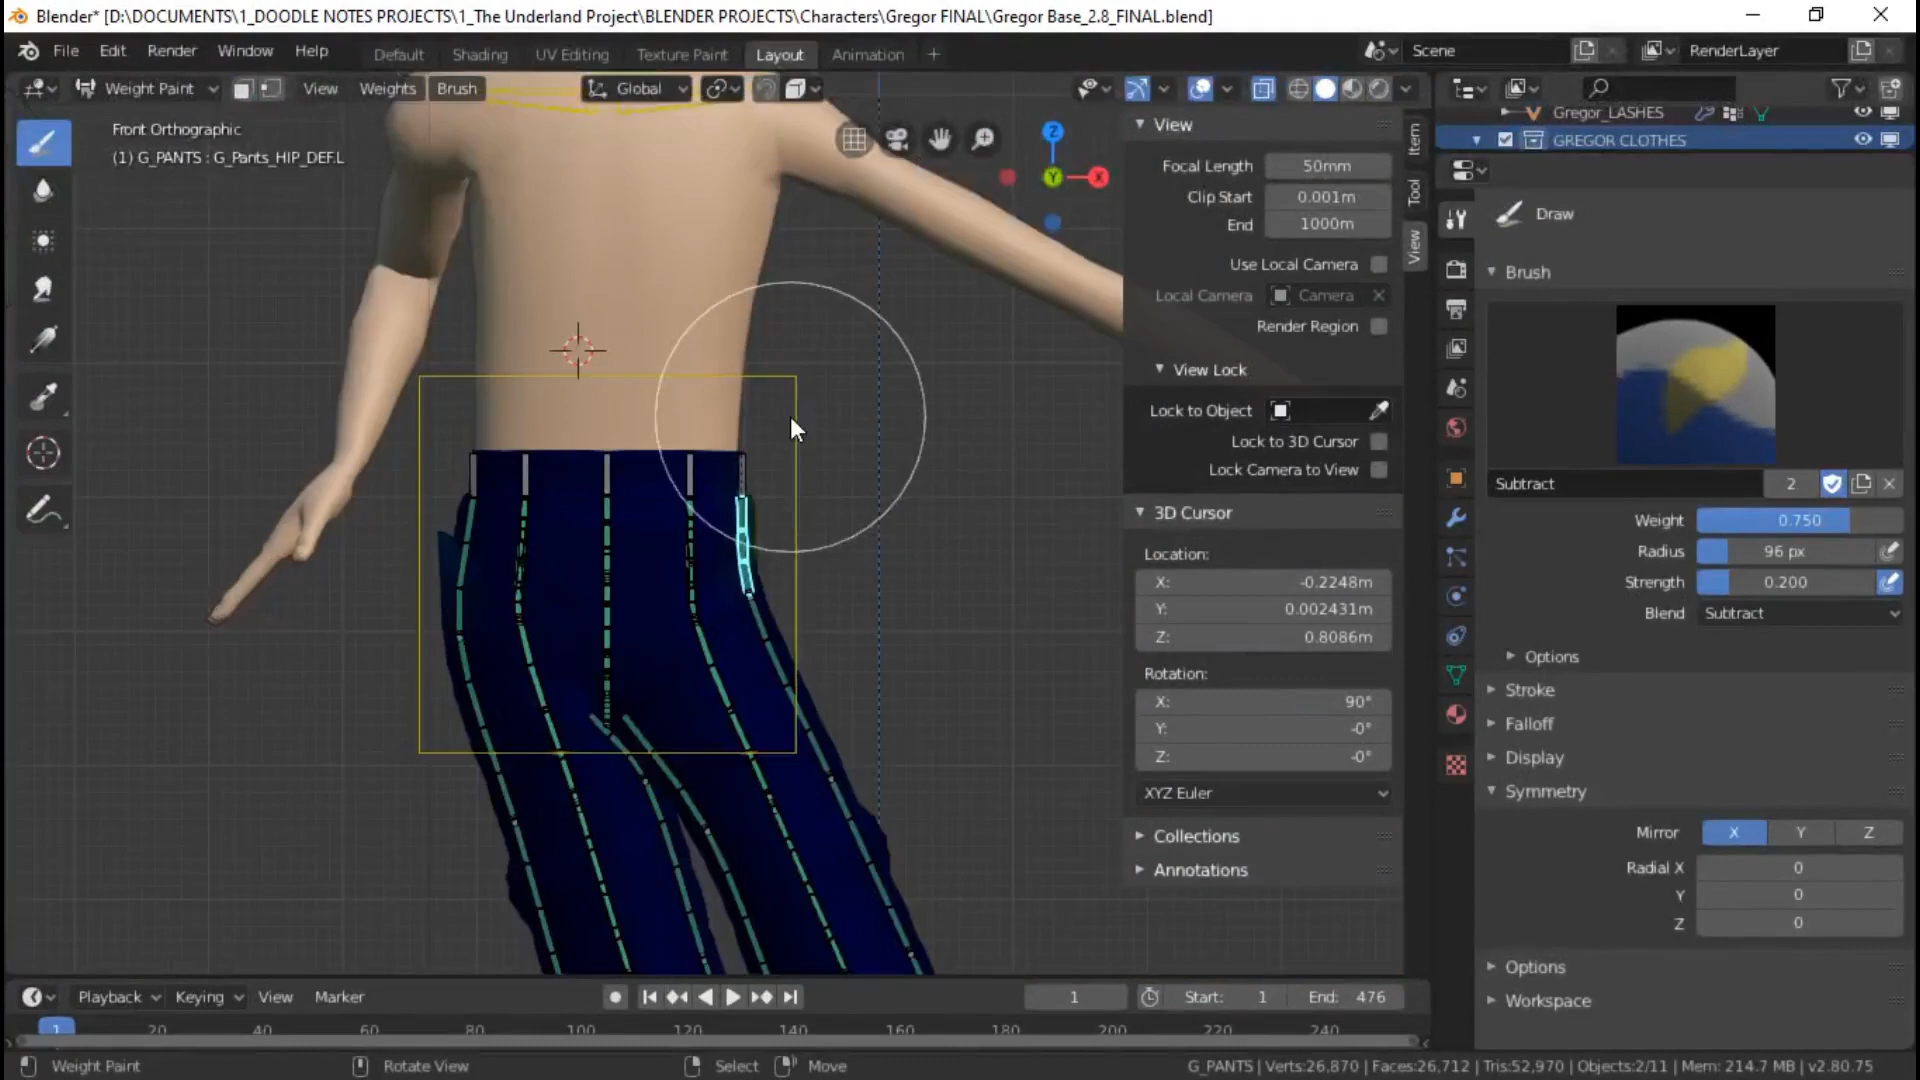 Blender* [D:\DOCUMENTS\1_DOODLE NOTES PROJECTS\1_The Underland Project\BLENDER PROJECTS\Characters\Gregor FINAL\Gregor Base_2.8_FINAL.blend]
File Edit Render Window Help Default Shading UV Editing Texture Paint Layout Animation + Scene RenderLayer
Weight Paint View Weights Brush Global
Gregor_LASHES
GREGOR CLOTHES
Front Orthographic
(1) G_PANTS : G_Pants_HIP_DEF.L
Z
Y
X
View
Focal Length 50mm
Clip Start 0.001m
End 1000m
Use Local Camera
Local Camera Camera
Render Region
View Lock
Lock to Object
Lock to 3D Cursor
Lock Camera to View
3D Cursor
Location:
X: -0.2248m
Y: 0.002431m
Z: 0.8086m
Rotation:
X: 90°
Y: -0°
Z: -0°
XYZ Euler
Collections
Annotations
Item
Tool
View
Draw
Brush
Subtract 2
Weight 0.750
Radius 96 px
Strength 0.200
Blend Subtract
Options
Stroke
Falloff
Display
Symmetry
Mirror X Y Z
Radial X 0
Y 0
Z 0
Options
Workspace
Playback Keying View Marker 1 Start: 1 End: 476
1 20 40 60 80 100 120 140 160 180 200 220 240
Weight Paint Rotate View Select Move G_PANTS | Verts:26,870 | Faces:26,712 | Tris:52,970 | Objects:2/11 | Mem: 214.7 MB | v2.80.75